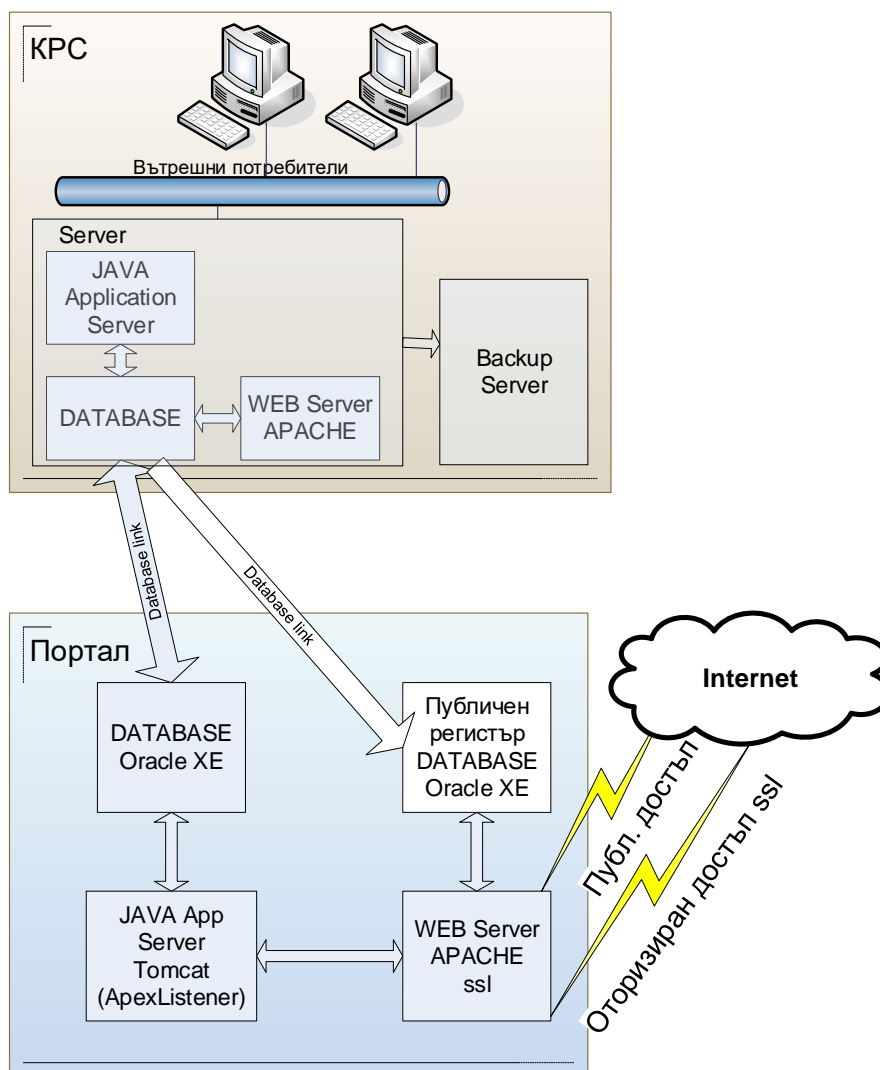 КРС
Вътрешни потребители
Server
JAVA
Application
Server
DATABASE
WEB Server
APACHE
Backup
Server
Database link
Database link
Портал
DATABASE
Oracle XE
Публичен
регистър
DATABASE
Oracle XE
Internet
Публ. достъп
Оторизиран достъп ssl
JAVA App
Server
Tomcat
(ApexListener)
WEB Server
APACHE
ssl